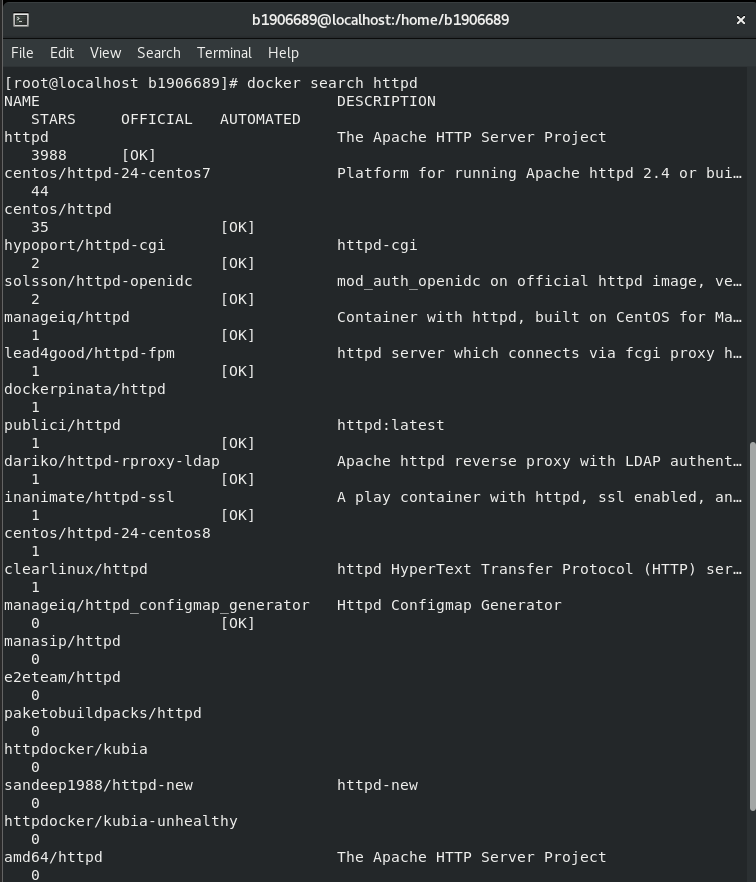 b1906689@localhost:/home/b1906689
File Edit View Search Terminal Help
[root@localhost b1906689]# docker search httpd
NAME DESCRIPTION
STARS OFFICIAL AUTOMATED
httpd The Apache HTTP Server Project
3988 [OK]
centos/httpd-24-centos7 Platform for running Apache httpd 2.4 or bui…
44
centos/httpd
35 [OK]
hypoport/httpd-cgi httpd-cgi
2 [OK]
solsson/httpd-openidc mod_auth_openidc on official httpd image, ve…
2 [OK]
manageiq/httpd Container with httpd, built on CentOS for Ma…
1 [OK]
lead4good/httpd-fpm httpd server which connects via fcgi proxy h…
1 [OK]
dockerpinata/httpd
1
publici/httpd httpd:latest
1 [OK]
dariko/httpd-rproxy-ldap Apache httpd reverse proxy with LDAP authent…
1 [OK]
inanimate/httpd-ssl A play container with httpd, ssl enabled, an…
1 [OK]
centos/httpd-24-centos8
1
clearlinux/httpd httpd HyperText Transfer Protocol (HTTP) ser…
1
manageiq/httpd_configmap_generator Httpd Configmap Generator
0 [OK]
manasip/httpd
0
e2eteam/httpd
0
paketobuildpacks/httpd
0
httpdocker/kubia
0
sandeep1988/httpd-new httpd-new
0
httpdocker/kubia-unhealthy
0
amd64/httpd The Apache HTTP Server Project
0